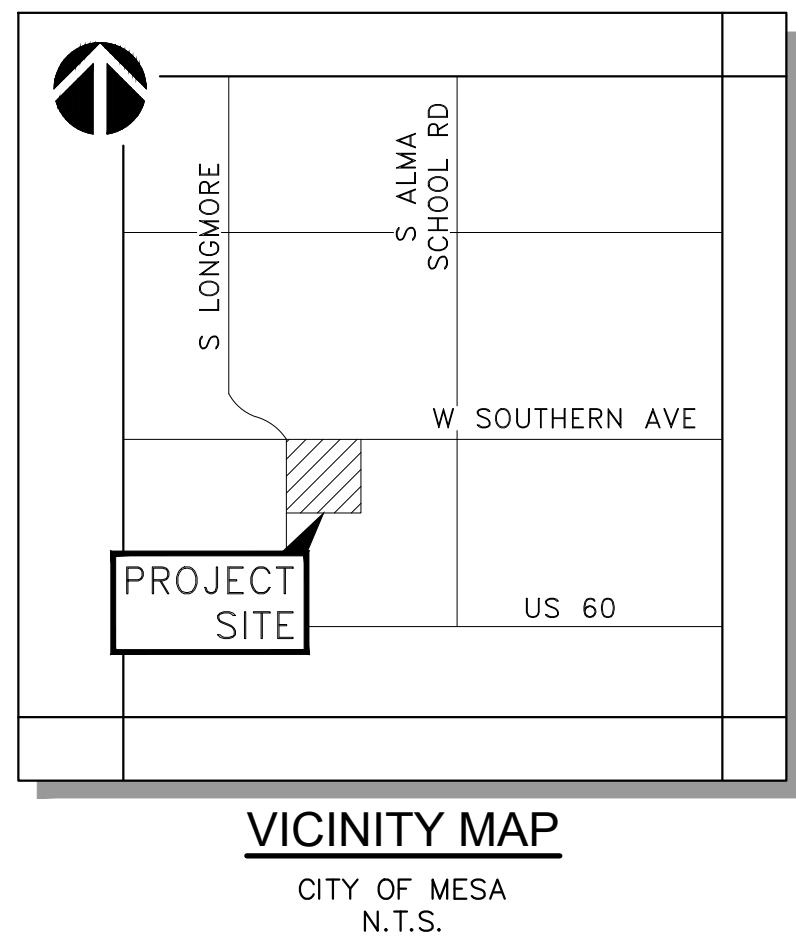 S LONGMORE
S ALMA
SCHOOL RD
W SOUTHERN AVE
PROJECT
SITE
US 60
VICINITY MAP
CITY OF MESA
N.T.S.